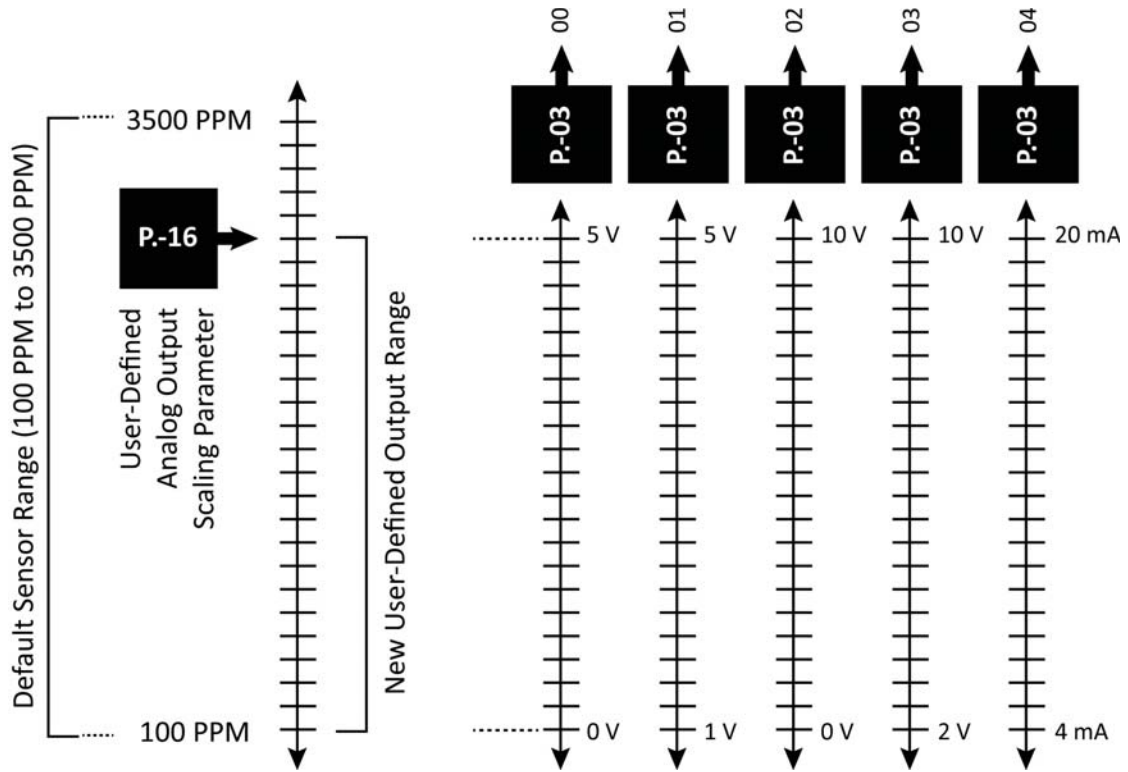 Default Sensor Range (100 PPM to 3500 PPM)
3500 PPM
P.-16
User-Defined
Analog Output
Scaling Parameter
100 PPM
New User-Defined Output Range
00
01
02
03
04
P.-03
P.-03
P.-03
P.-03
P.-03
5 V
5 V
10 V
10 V
20 mA
0 V
1 V
0 V
2 V
4 mA